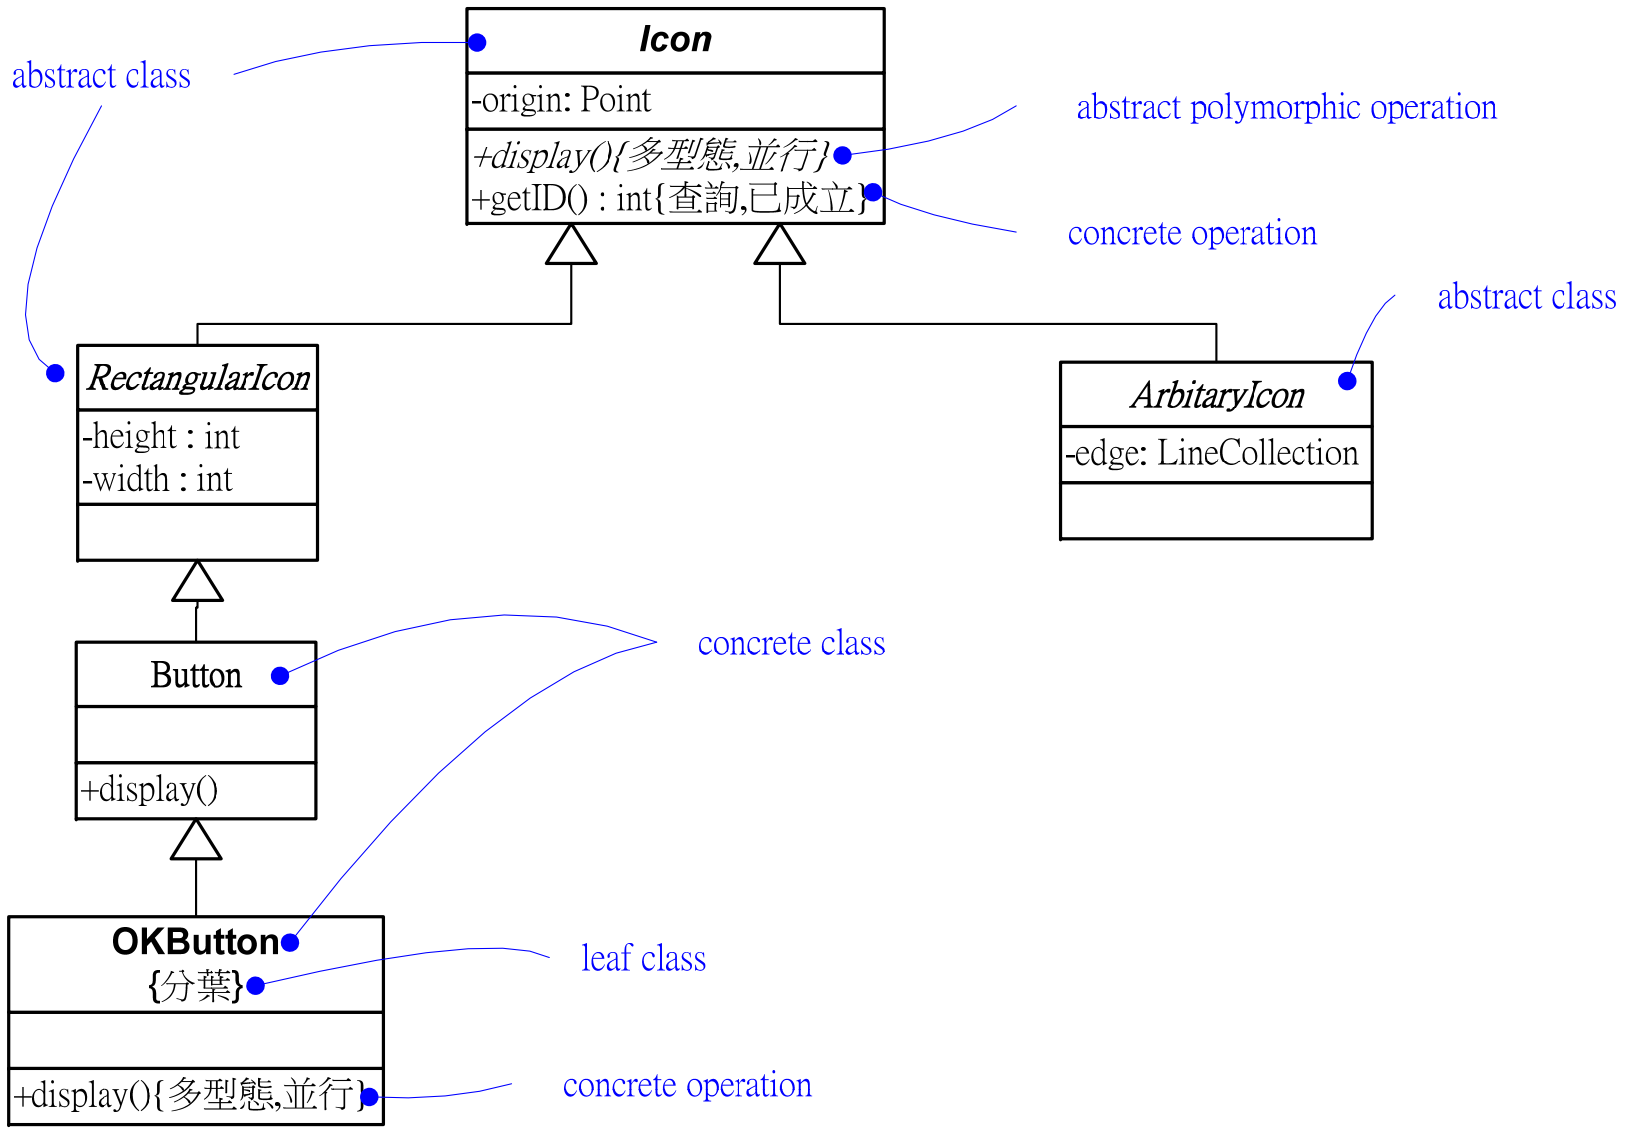 Icon
abstract class
-origin: Point
abstract polymorphic operation
+display(){多型態,並行}
+getID() : int{查詢,已成立}
concrete operation
abstract class
RectangularIcon
ArbitaryIcon
-height : int
-width : int
-edge: LineCollection
Button
concrete class
+display()
OKButton
{分葉}
leaf class
+display(){多型態,並行}
concrete operation